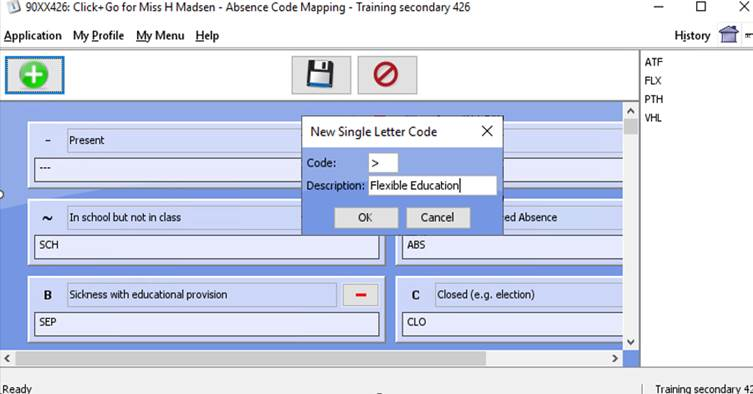 90XX426: Click+Go for Miss H Madsen - Absence Code Mapping - Training secondary 426
Application My Profile My Menu Help History
ATF
FLX
PTH
VHL
New Single Letter Code
Code: >
Description: Flexible Education
OK Cancel
- Present
---
~ In school but not in class
SCH
ed Absence
ABS
B Sickness with educational provision
SEP
C Closed (e.g. election)
CLO
Ready Training secondary 42